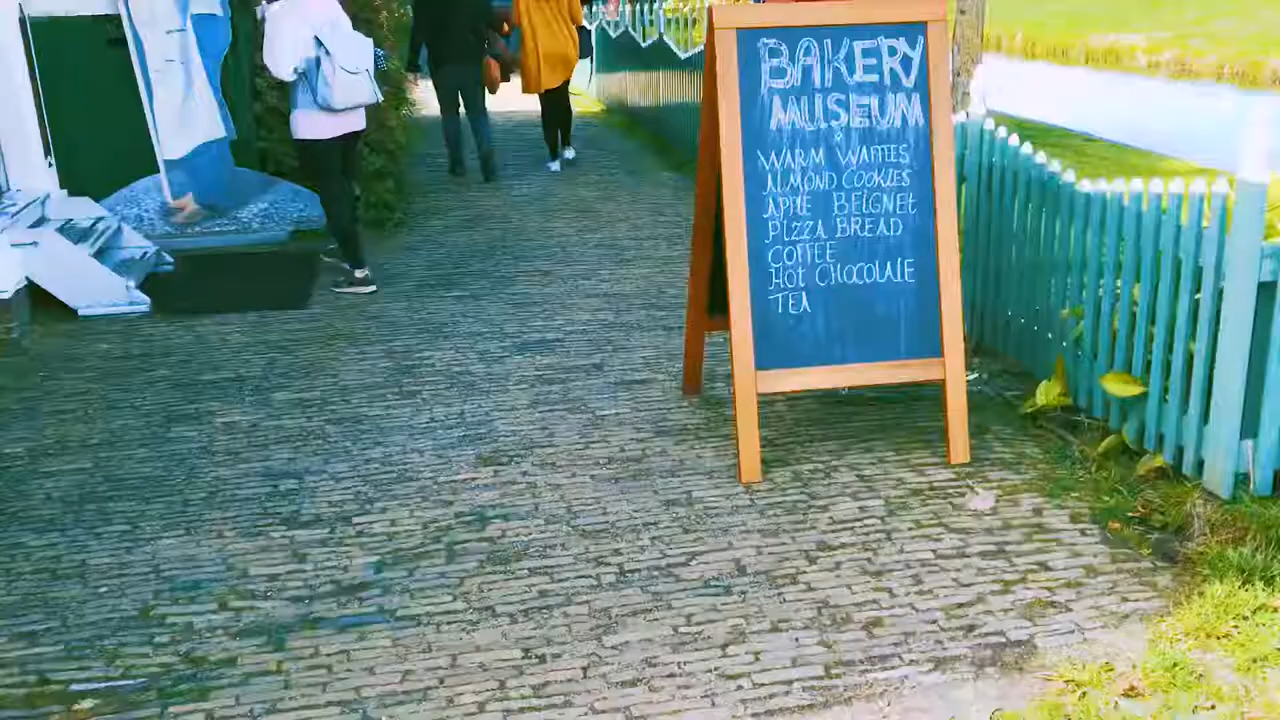 BAKERY
MUSEUM
WARM WAFFLES
ALMOND COOKIES
APPLE BEIGNET
PIZZA BREAD
COFFEE
HOT CHOCOLATE
TEA